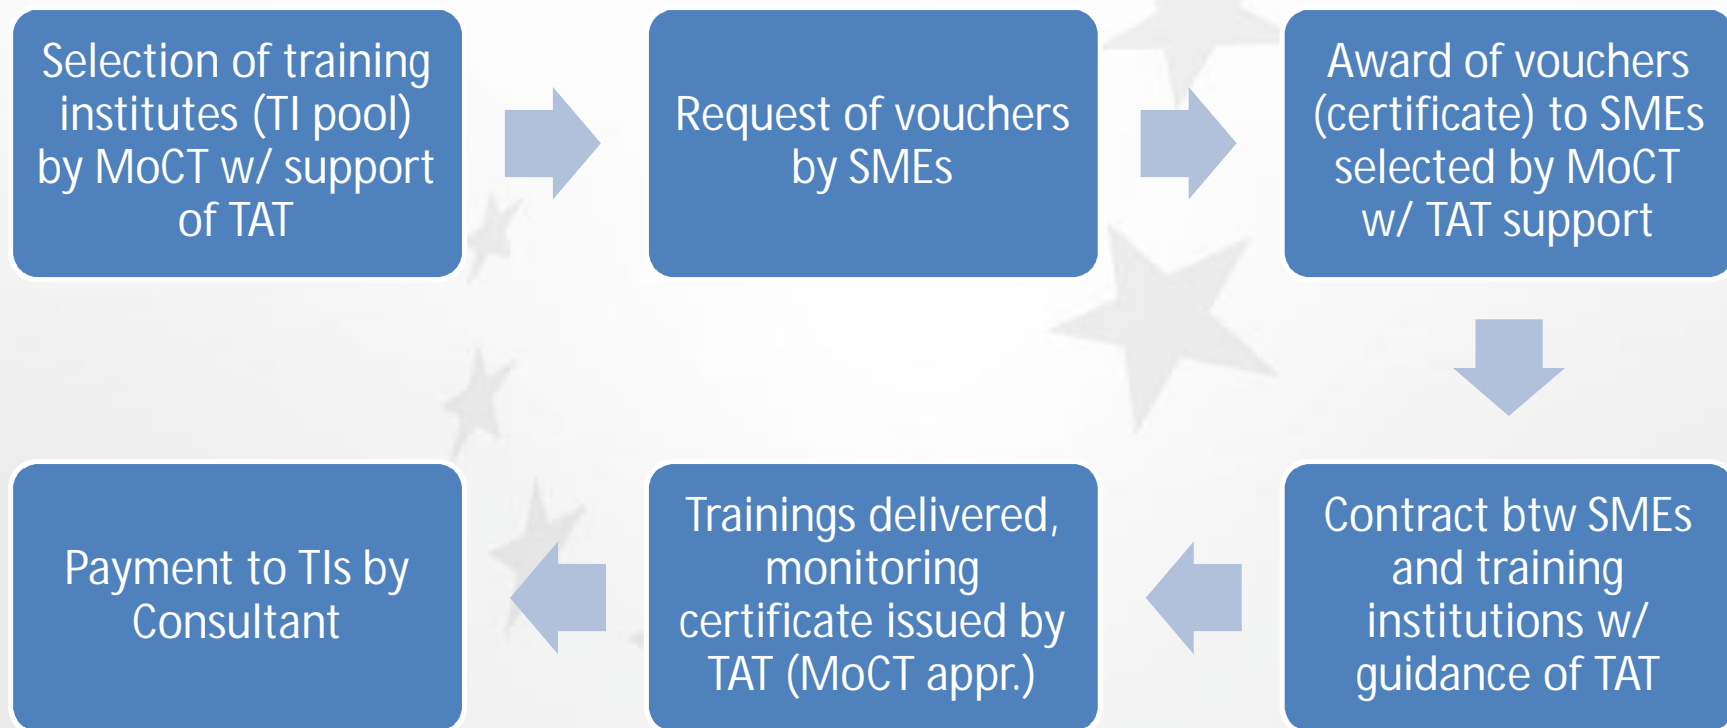 Selection of training
institutes (TI pool)
by MoCT w/ support
of TAT
Request of vouchers
by SMEs
Award of vouchers
(certificate) to SMEs
selected by MoCT
w/ TAT support
Contract btw SMEs
and training
institutions w/
guidance of TAT
Trainings delivered,
monitoring
certificate issued by
TAT (MoCT appr.)
Payment to TIs by
Consultant